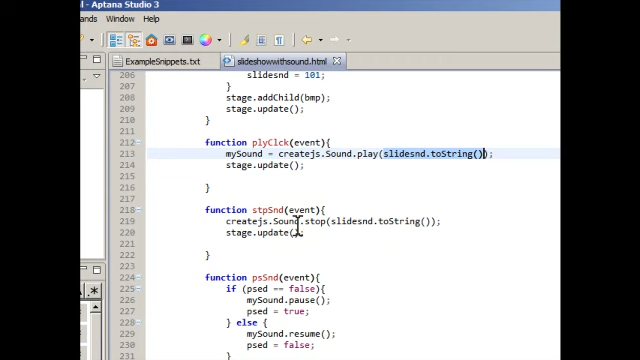 - Aptana Studio 3
ands Window Help
ExampleSnippets.txt slideshowwithsound.html
206 slidesnd = 101;
207 }
208 stage.addChild(bmp);
209 stage.update();
210 }
211
212 function plyClck(event){
213 mySound = createjs.Sound.play(slidesnd.toString());
214 stage.update();
215
216 }
217
218 function stpSnd(event){
219 createjs.Sound.stop(slidesnd.toString());
220 stage.update();
221
222 }
223
224 function psSnd(event){
225 if (psed == false){
226 mySound.pause();
227 psed = true;
228 } else {
229 mySound.resume();
230 psed = false;
231 }